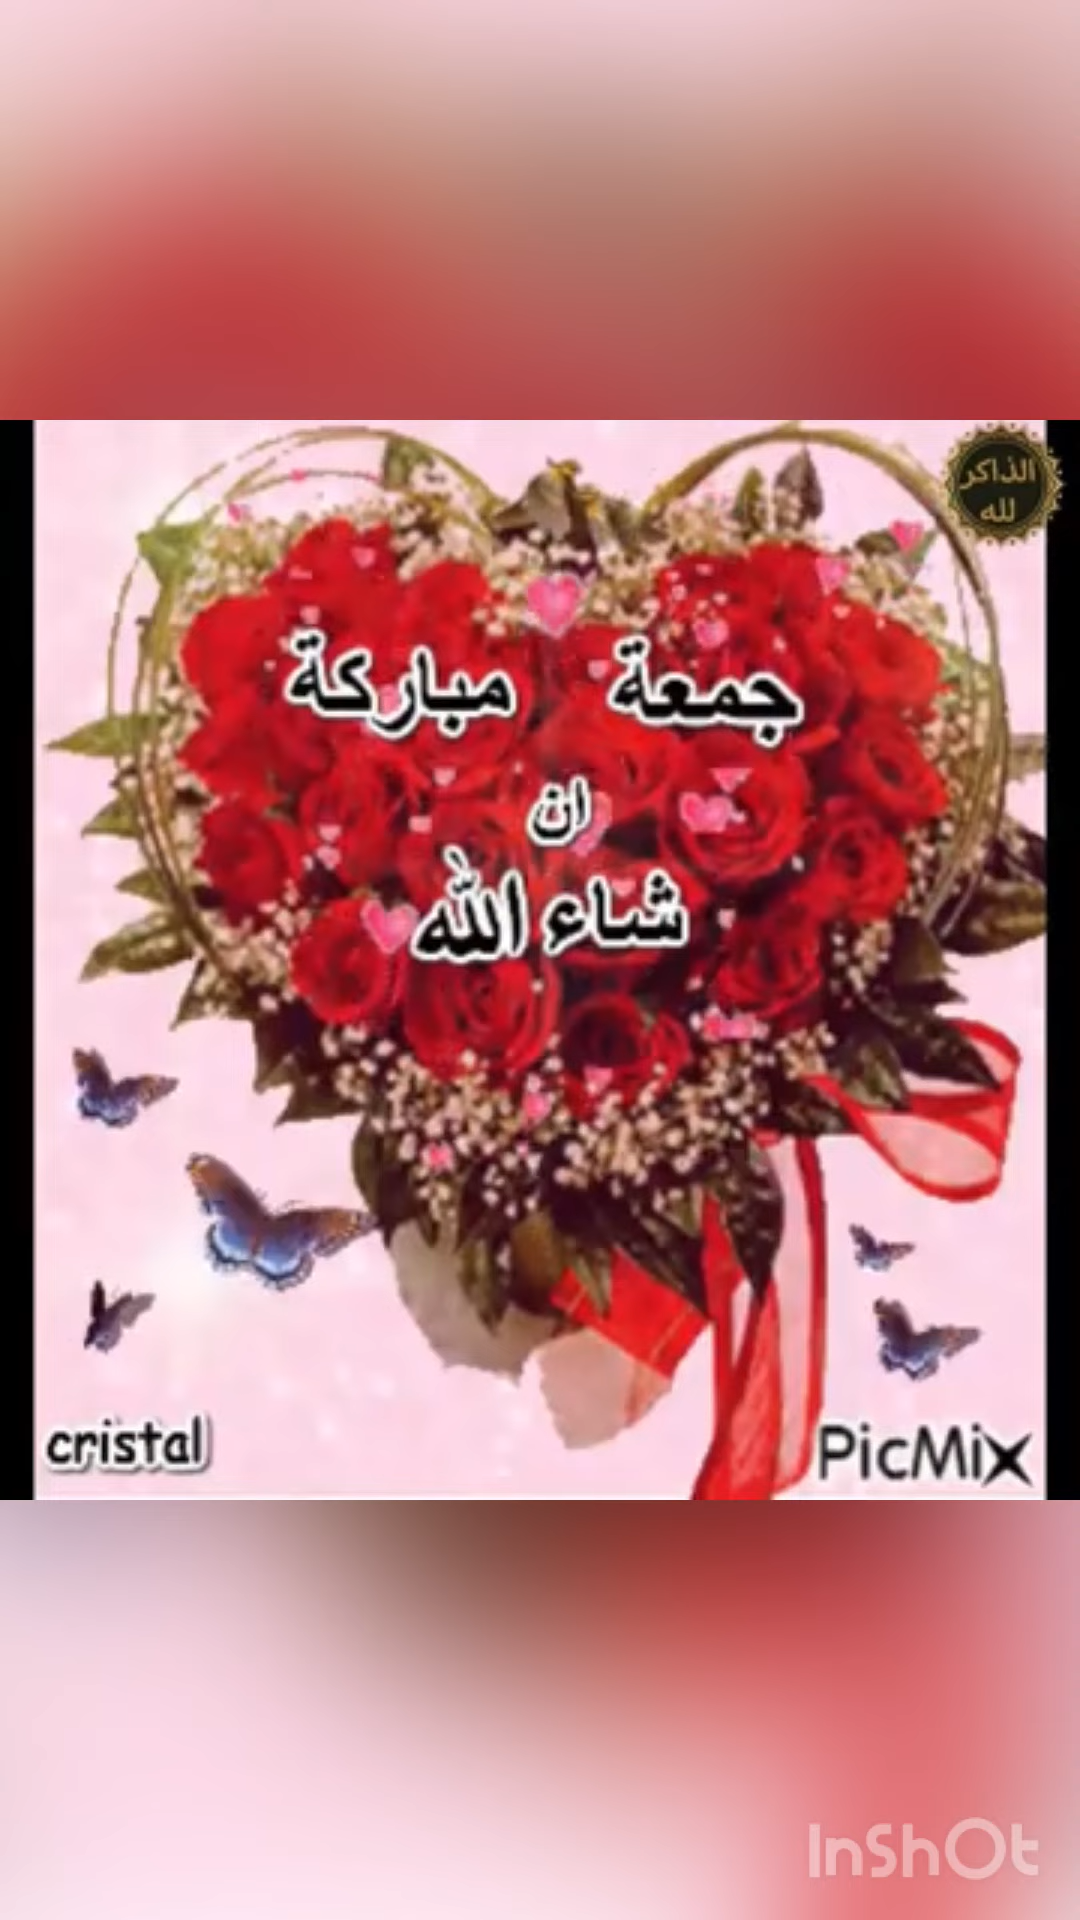 الذاكر
لله
جمعة مباركة
ان
شاء الله
cristal
PicMix
InShOt